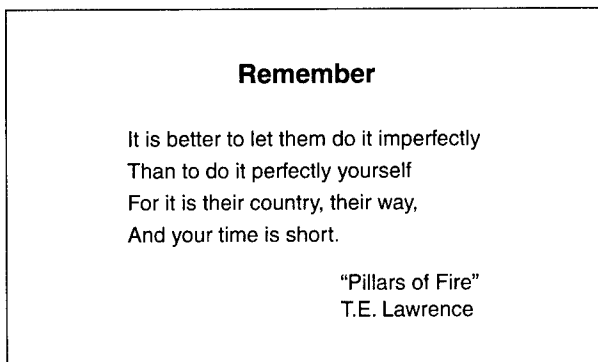 Remember
It is better to let them do it imperfectly
Than to do it perfectly yourself
For it is their country, their way,
And your time is short.
“Pillars of Fire”
T.E. Lawrence